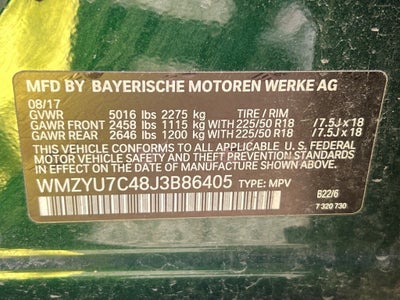 MFD BY BAYERISCHE MOTOREN WERKE AG
08/17
GVWR 5016 lbs 2275 kg TIRE / RIM
GAWR FRONT 2458 lbs 1115 kg WITH 225/50 R18 /7.5J x 18
GAWR REAR 2646 lbs 1200 kg WITH 225/50 R18 /7.5J x 18
THIS VEHICLE CONFORMS TO ALL APPLICABLE U.S. FEDERAL
MOTOR VEHICLE SAFETY AND THEFT PREVENTION STANDARDS
IN EFFECT ON THE DATE OF MANUFACTURE SHOWN ABOVE.
WMZYU7C48J3B86405 TYPE: MPV
B22/6
7 320 730